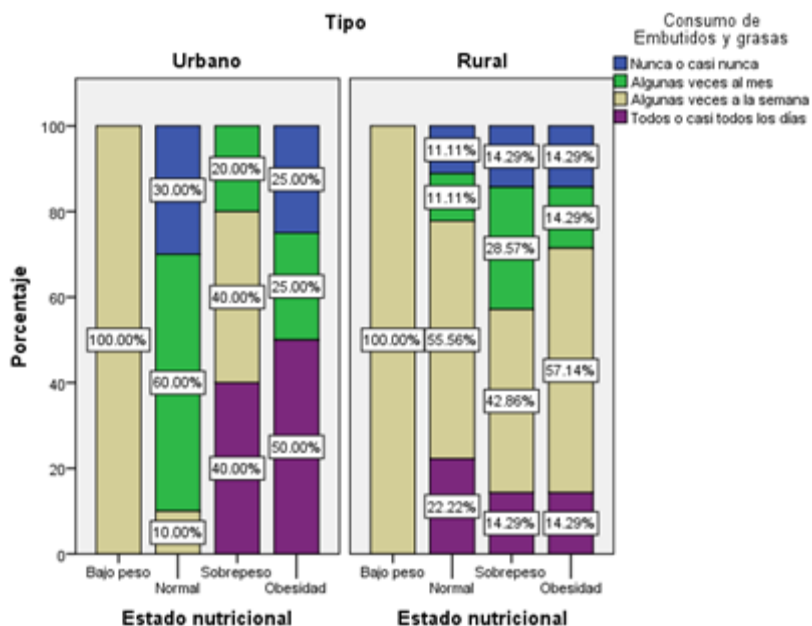 Tipo
Consumo de
Embutidos y grasas
Nunca o casi nunca
Algunas veces al mes
Algunas veces a la semana
Todos o casi todos los días
Urbano
Rural
Porcentaje
100
80
60
40
20
0
100.00%
30.00%
60.00%
10.00%
20.00%
40.00%
40.00%
25.00%
25.00%
50.00%
100.00%
11.11%
11.11%
55.56%
22.22%
14.29%
28.57%
42.86%
14.29%
14.29%
14.29%
57.14%
14.29%
Bajo peso
Normal
Sobrepeso
Obesidad
Bajo peso
Normal
Sobrepeso
Obesidad
Estado nutricional
Estado nutricional